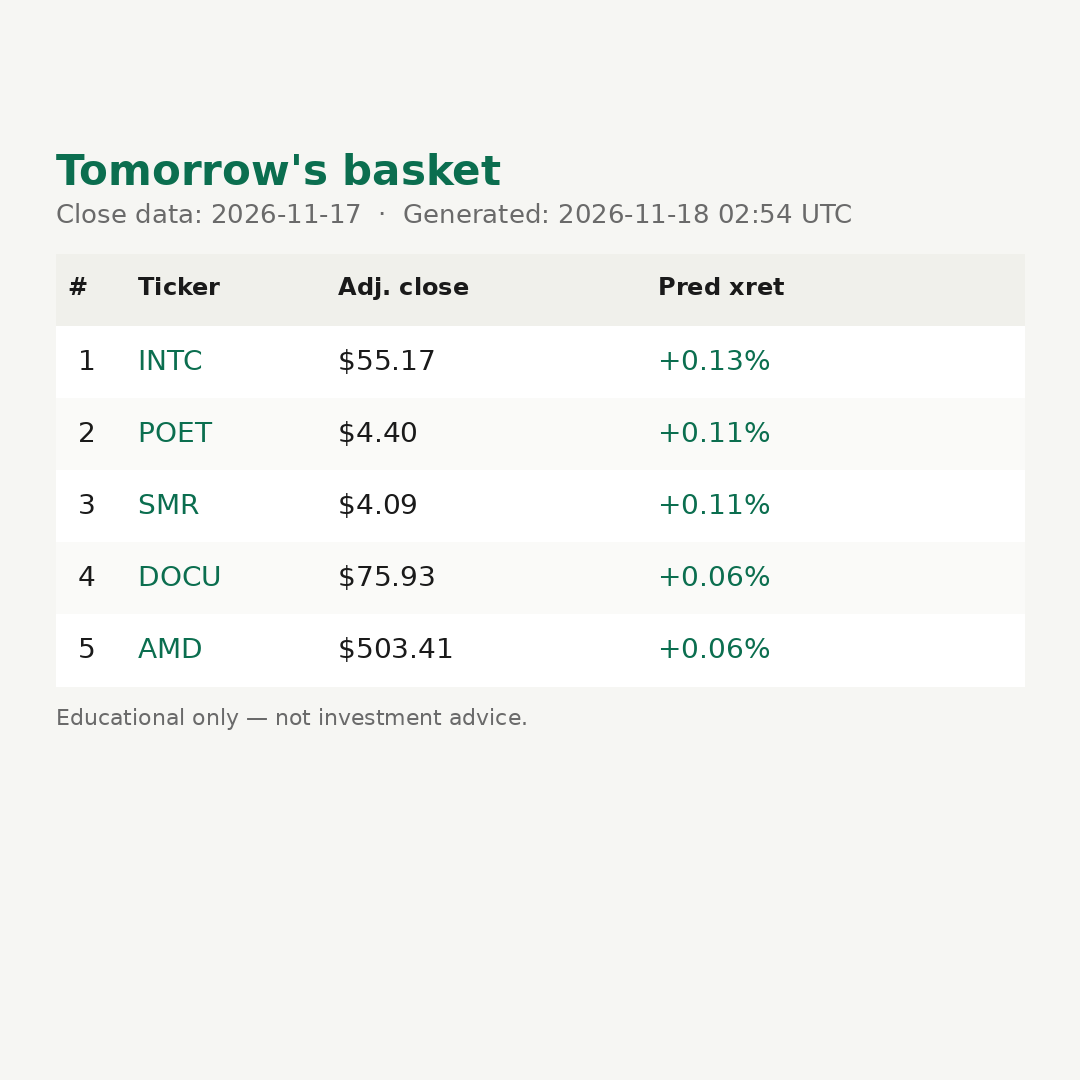 Tomorrow's basket
Close data: 2026-11-17 · Generated: 2026-11-18 02:54 UTC
# Ticker Adj. close Pred xret
1 INTC $55.17 +0.13%
2 POET $4.40 +0.11%
3 SMR $4.09 +0.11%
4 DOCU $75.93 +0.06%
5 AMD $503.41 +0.06%
Educational only — not investment advice.